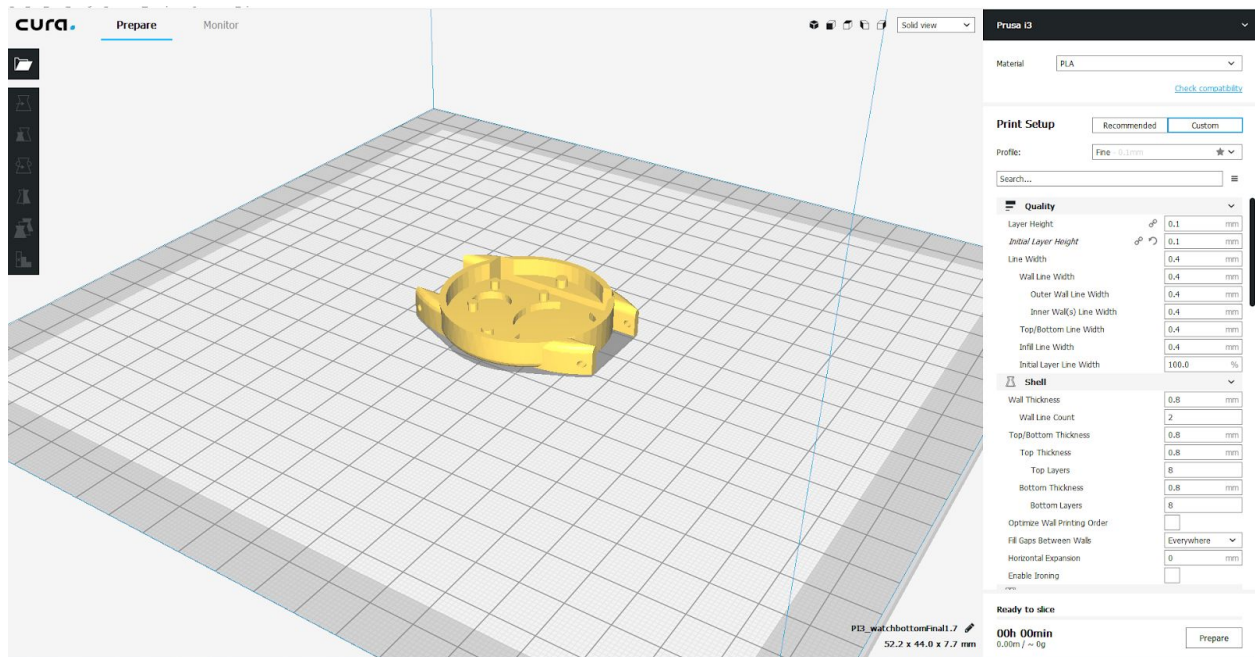 cura.
Prepare
Monitor
Solid view
Prusa i3
Material PLA
Check compatibility
Print Setup Recommended Custom
Profile: Fine - 0.1mm
Search...
Quality
Layer Height 0.1 mm
Initial Layer Height 0.1 mm
Line Width 0.4 mm
Wall Line Width 0.4 mm
Outer Wall Line Width 0.4 mm
Inner Wall(s) Line Width 0.4 mm
Top/Bottom Line Width 0.4 mm
Infill Line Width 0.4 mm
Initial Layer Line Width 100.0 %
Shell
Wall Thickness 0.8 mm
Wall Line Count 2
Top/Bottom Thickness 0.8 mm
Top Thickness 0.8 mm
Top Layers 8
Bottom Thickness 0.8 mm
Bottom Layers 8
Optimize Wall Printing Order
Fill Gaps Between Walls Everywhere
Horizontal Expansion 0 mm
Enable Ironing
Ready to slice
PI3_watchbottomFinal1.7
52.2 x 44.0 x 7.7 mm
00h 00min
0.00m / ~ 0g
Prepare